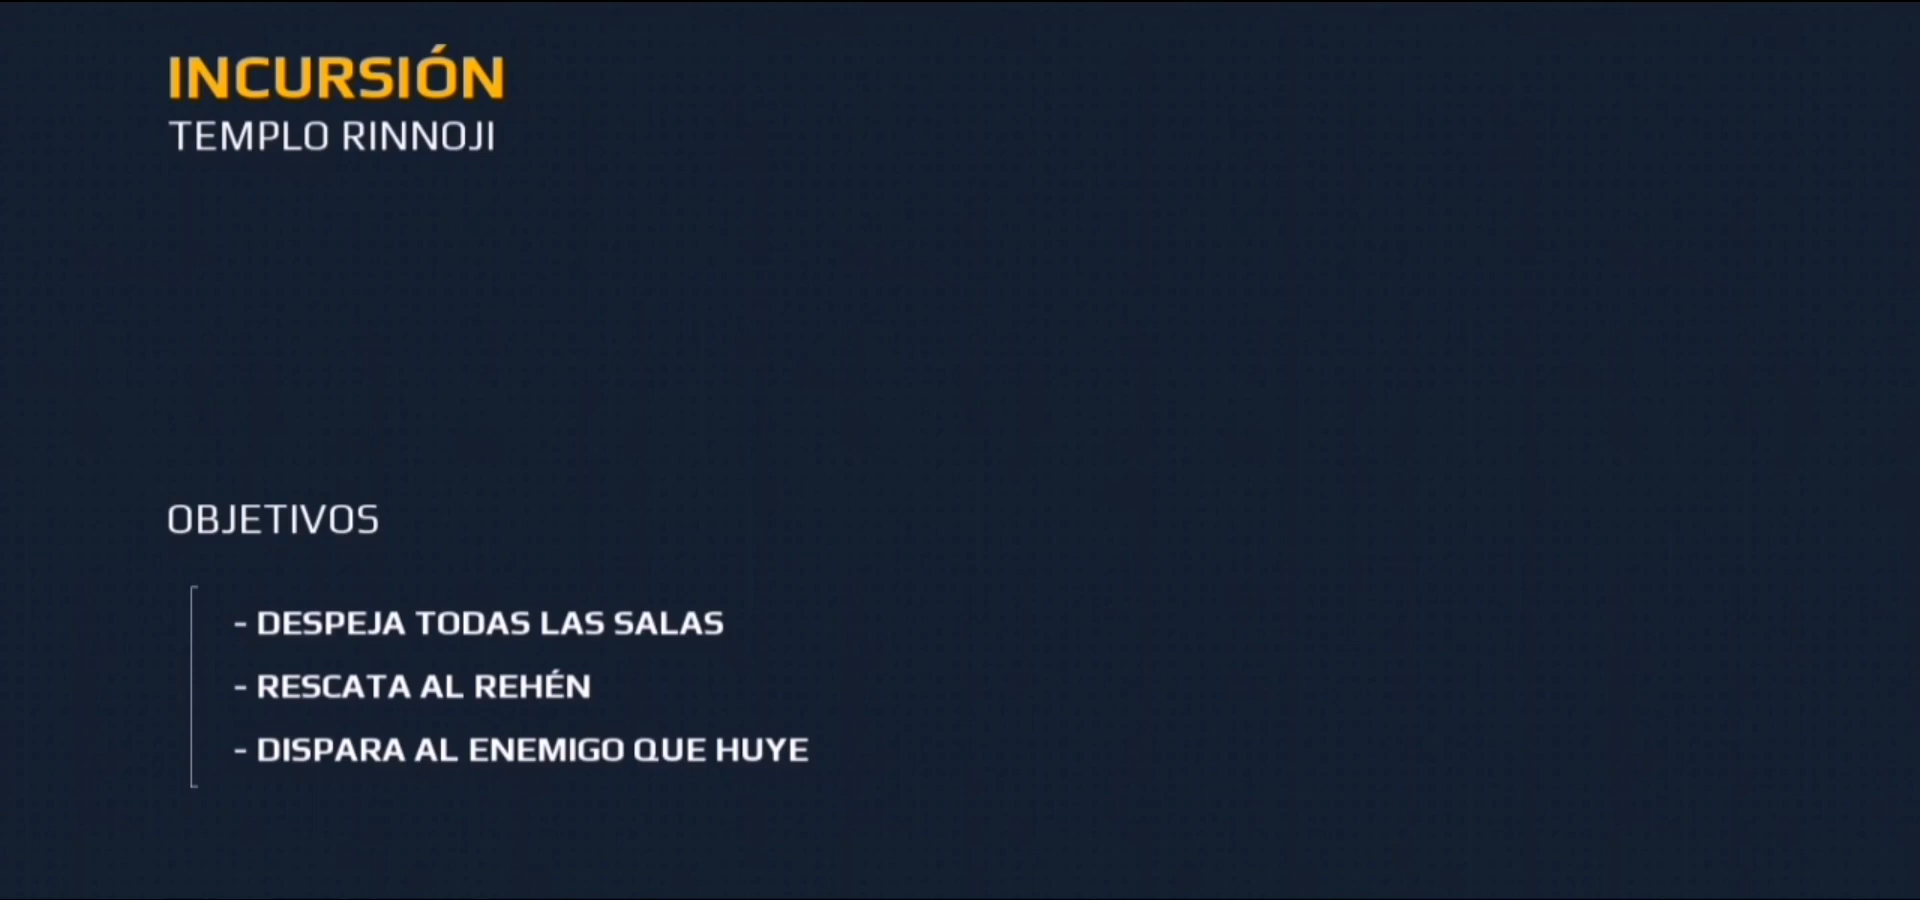 INCURSIÓN
TEMPLO RINNOJI
OBJETIVOS
- DESPEJA TODAS LAS SALAS
- RESCATA AL REHÉN
- DISPARA AL ENEMIGO QUE HUYE